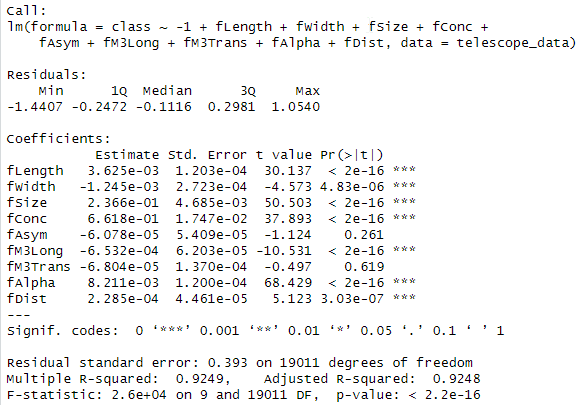 Call:
lm(formula = class ~ -1 + fLength + fWidth + fSize + fConc +
    fAsym + fM3Long + fM3Trans + fAlpha + fDist, data = telescope_data)

Residuals:
    Min      1Q  Median      3Q     Max
-1.4407 -0.2472 -0.1116  0.2981  1.0540

Coefficients:
           Estimate Std. Error t value Pr(>|t|)
fLength   3.625e-03  1.203e-04  30.137  < 2e-16 ***
fWidth   -1.245e-03  2.723e-04  -4.573 4.83e-06 ***
fSize     2.366e-01  4.685e-03  50.503  < 2e-16 ***
fConc     6.618e-01  1.747e-02  37.893  < 2e-16 ***
fAsym    -6.078e-05  5.409e-05  -1.124    0.261
fM3Long  -6.532e-04  6.203e-05 -10.531  < 2e-16 ***
fM3Trans -6.804e-05  1.370e-04  -0.497    0.619
fAlpha    8.211e-03  1.200e-04  68.429  < 2e-16 ***
fDist     2.285e-04  4.461e-05   5.123 3.03e-07 ***
---
Signif. codes:  0 ‘***’ 0.001 ‘**’ 0.01 ‘*’ 0.05 ‘.’ 0.1 ‘ ’ 1

Residual standard error: 0.393 on 19011 degrees of freedom
Multiple R-squared:  0.9249,    Adjusted R-squared:  0.9248
F-statistic: 2.6e+04 on 9 and 19011 DF,  p-value: < 2.2e-16